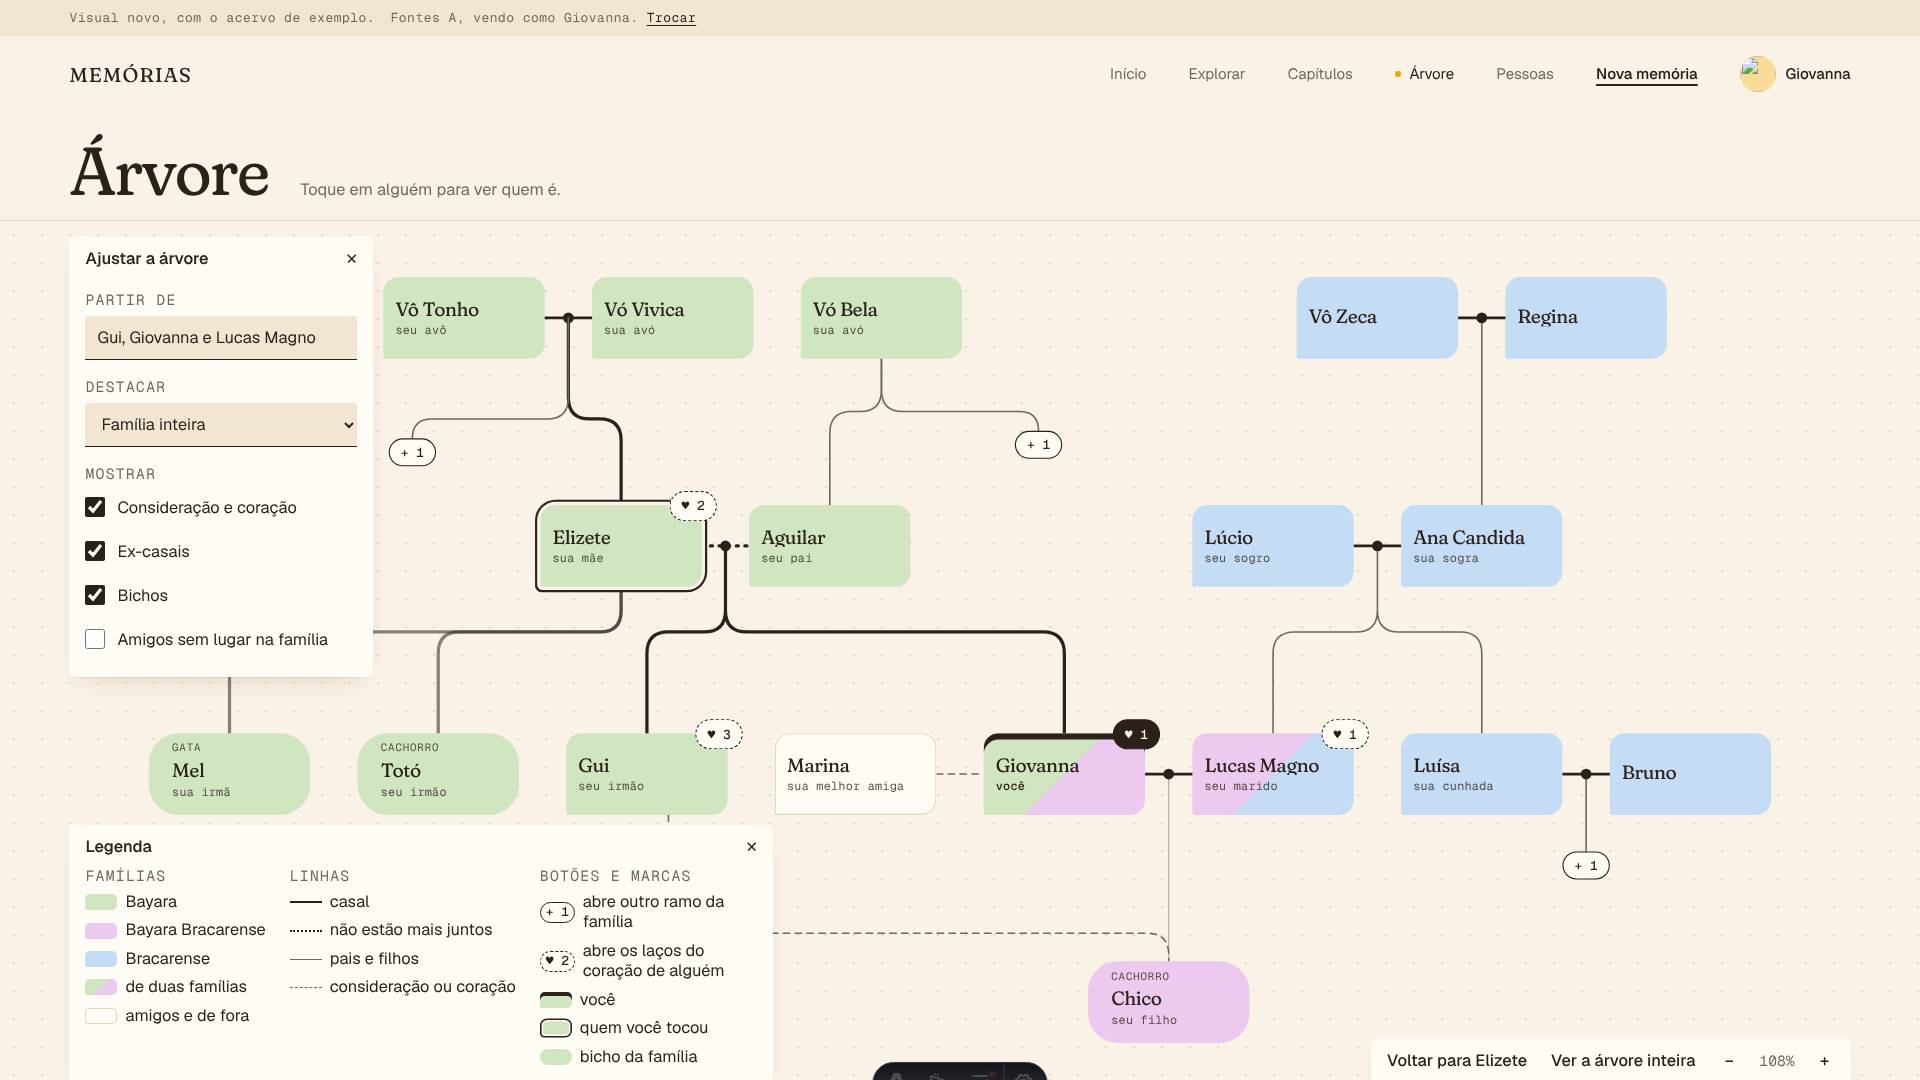 Visual novo, com o acervo de exemplo. Fontes A, vendo como Giovanna. Trocar
MEMÓRIAS
Início
Explorar
Capítulos
Árvore
Pessoas
Nova memória
Giovanna
Árvore
Toque em alguém para ver quem é.
Ajustar a árvore ×
PARTIR DE
Gui, Giovanna e Lucas Magno
DESTACAR
Família inteira
MOSTRAR
Consideração e coração
Ex-casais
Bichos
Amigos sem lugar na família
Vô Tonho
seu avô
Vó Vivica
sua avó
Vó Bela
sua avó
Vô Zeca
Regina
+ 1
+ 1
♥ 2
Elizete
sua mãe
Aguilar
seu pai
Lúcio
seu sogro
Ana Candida
sua sogra
GATA
Mel
sua irmã
CACHORRO
Totó
seu irmão
♥ 3
Gui
seu irmão
Marina
sua melhor amiga
♥ 1
Giovanna
você
♥ 1
Lucas Magno
seu marido
Luísa
sua cunhada
Bruno
+ 1
CACHORRO
Chico
seu filho
Legenda ×
FAMÍLIAS
Bayara
Bayara Bracarense
Bracarense
de duas famílias
amigos e de fora
LINHAS
casal
não estão mais juntos
pais e filhos
consideração ou coração
BOTÕES E MARCAS
+ 1 abre outro ramo da
família
♥ 2 abre os laços do
coração de alguém
você
quem você tocou
bicho da família
Voltar para Elizete
Ver a árvore inteira
− 108% +